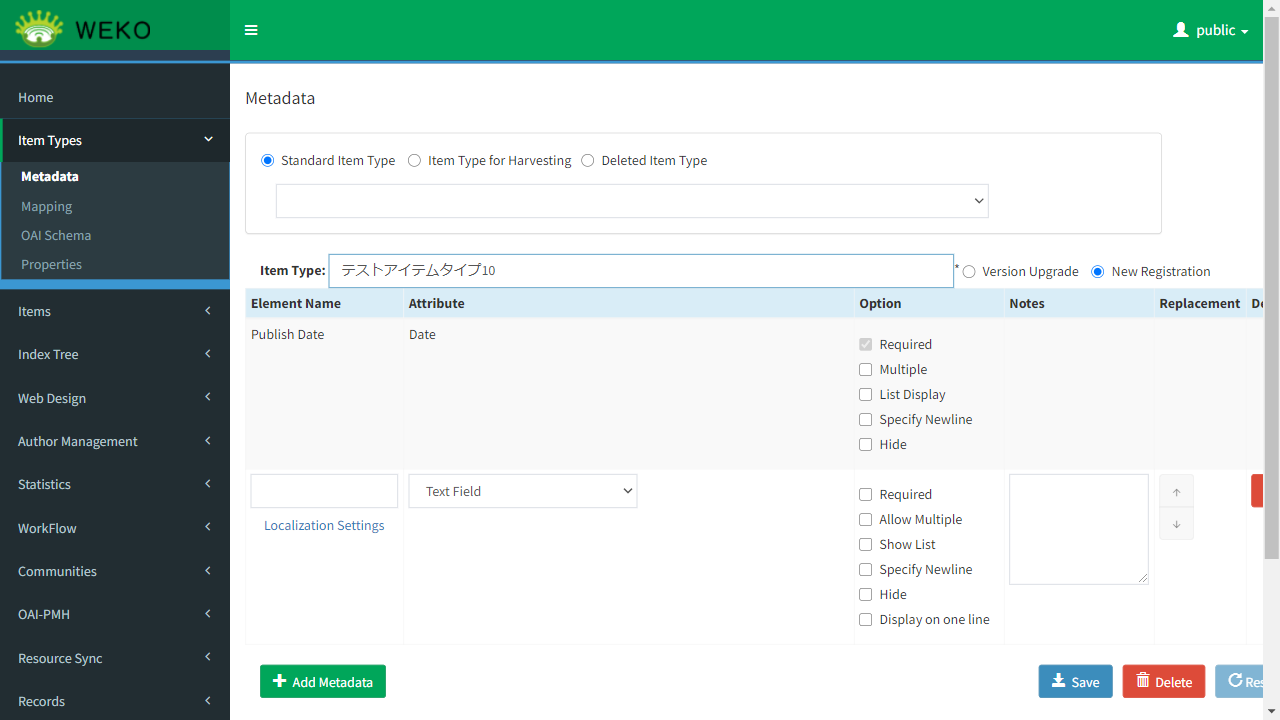 WEKO
public
Home
Item Types
Metadata
Mapping
OAI Schema
Properties
Items
Index Tree
Web Design
Author Management
Statistics
WorkFlow
Communities
OAI-PMH
Resource Sync
Records
Metadata
Standard Item Type Item Type for Harvesting Deleted Item Type
Item Type: テストアイテムタイプ10 * Version Upgrade New Registration
Element Name Attribute Option Notes Replacement
Publish Date Date
Required
Multiple
List Display
Specify Newline
Hide
Text Field
Localization Settings
Required
Allow Multiple
Show List
Specify Newline
Hide
Display on one line
Add Metadata Save Delete